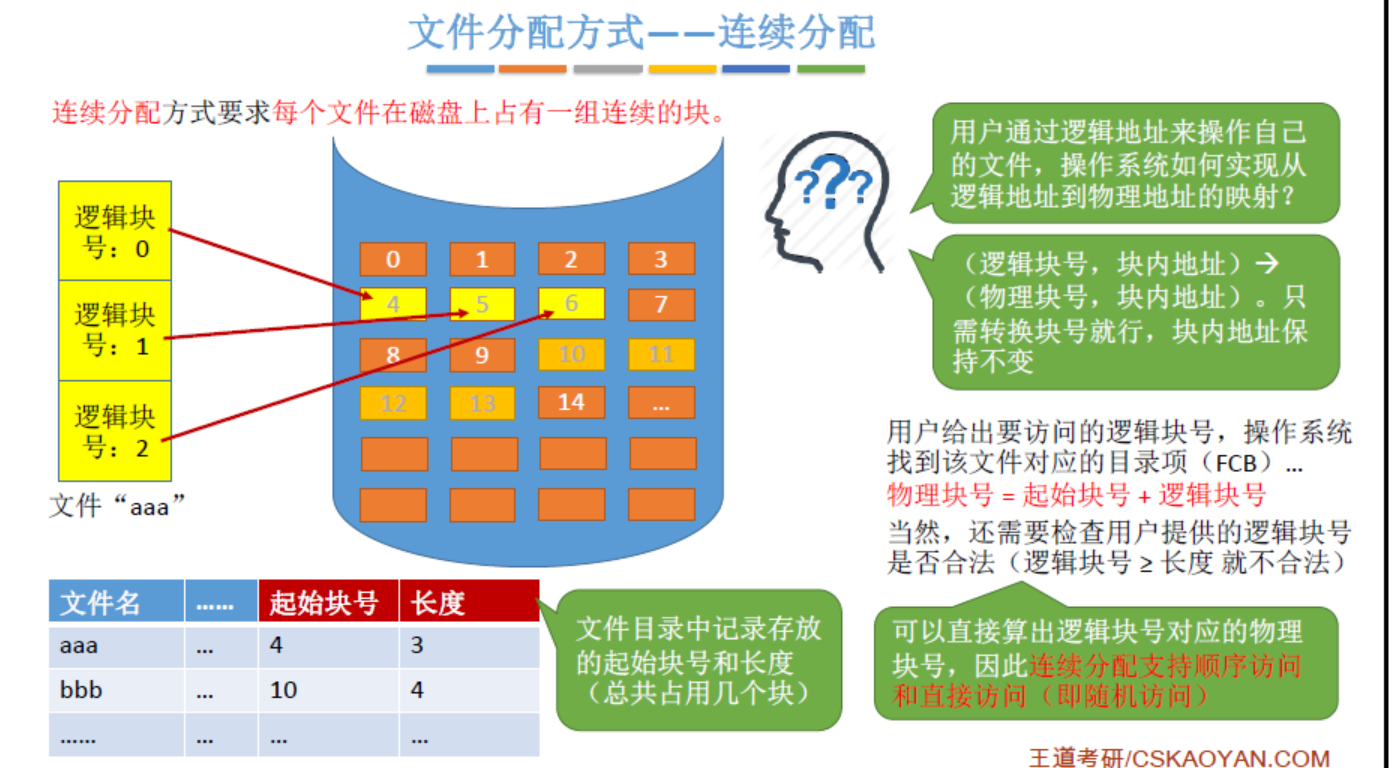 文件分配方式——连续分配
连续分配方式要求每个文件在磁盘上占有一组连续的块。
逻辑块
号：0
逻辑块
号：1
逻辑块
号：2
文件“aaa”
0 1 2 3
4 5 6 7
8 9 10 11
12 13 14 ...
???
用户通过逻辑地址来操作自己
的文件，操作系统如何实现从
逻辑地址到物理地址的映射？
（逻辑块号，块内地址）→
（物理块号，块内地址）。只
需转换块号就行，块内地址保
持不变
用户给出要访问的逻辑块号，操作系统
找到该文件对应的目录项（FCB）...
物理块号 = 起始块号 + 逻辑块号
当然，还需要检查用户提供的逻辑块号
是否合法（逻辑块号 ≥ 长度 就不合法）
可以直接算出逻辑块号对应的物理
块号，因此连续分配支持顺序访问
和直接访问（即随机访问）
文件名 …… 起始块号 长度
aaa ... 4 3
bbb ... 10 4
…… ... ... ...
文件目录中记录存放
的起始块号和长度
（总共占用几个块）
王道考研/CSKAOYAN.COM